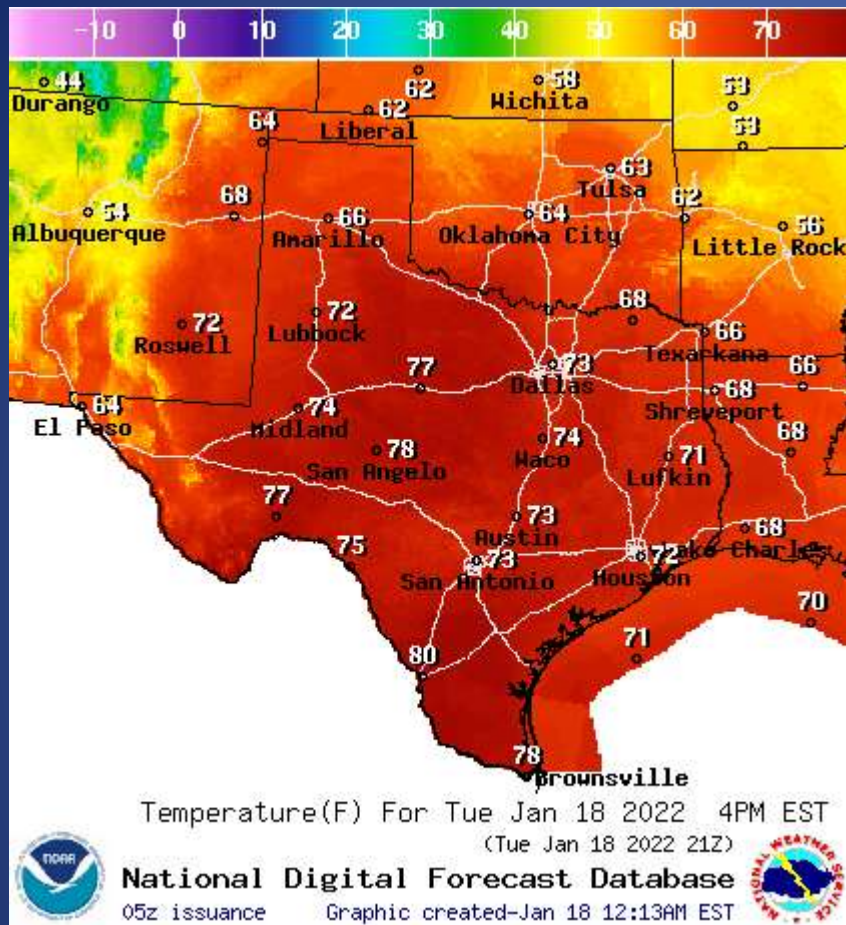 -10 0 10 20 30 40 50 60 70
44
Durango
62
58
Wichita
53
62
Liberal
64
53
63
Tulsa
54
Albuquerque
68
66
Amarillo
64
Oklahoma City
62
56
Little Rock
72
Roswell
72
Lubbock
68
66
Texarkana
77
73
Dallas
66
68
Shreveport
64
El Paso
74
Midland
78
San Angelo
74
Waco
71
Lufkin
68
77
73
Austin
68
Lake Charles
75
73
San Antonio
72
Houston
70
71
80
78
Brownsville
Temperature(F) For Tue Jan 18 2022 4PM EST
(Tue Jan 18 2022 21Z)
National Digital Forecast Database
05z issuance Graphic created-Jan 18 12:13AM EST
NOAA
NATIONAL WEATHER SERVICE